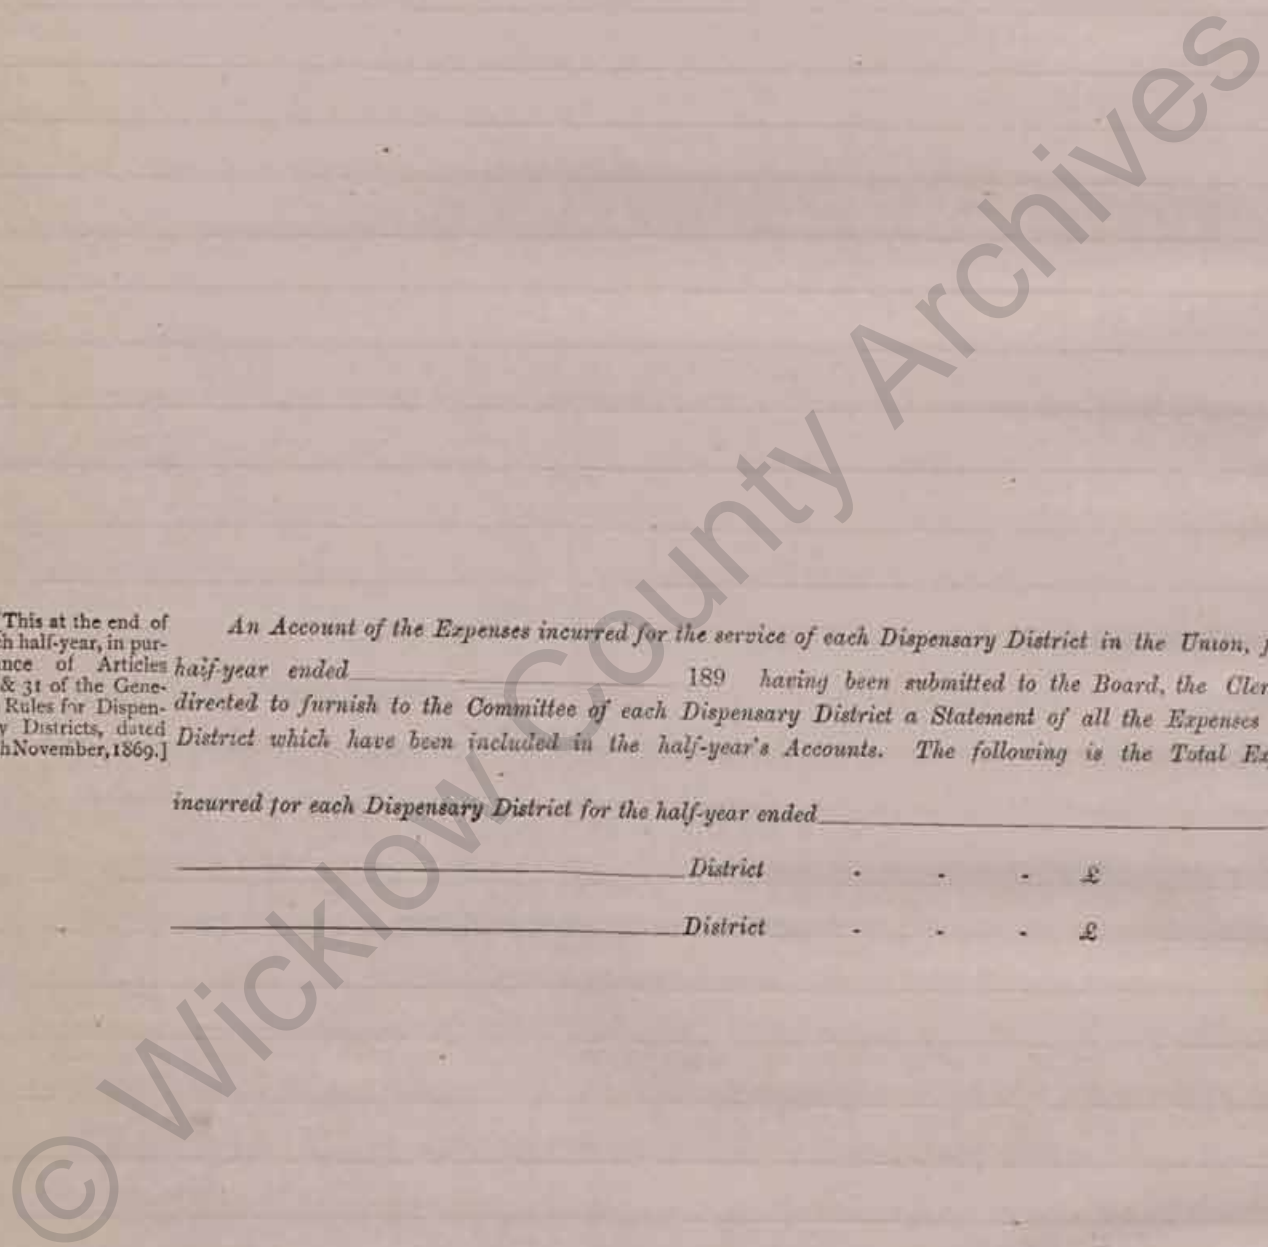 This at the end of
h half-year, in pur-
nce of Articles
& 31 of the Gene-
Rules for Dispen-
y Districts, dated
h November, 1869.]
An Account of the Expenses incurred for the service of each Dispensary District in the Union, f
half-year ended 189 having been submitted to the Board, the Cler
directed to furnish to the Committee of each Dispensary District a Statement of all the Expenses
District which have been included in the half-year's Accounts. The following is the Total Ex
incurred for each Dispensary District for the half-year ended
District - - - £
District - - - £
© Wicklow County Archives